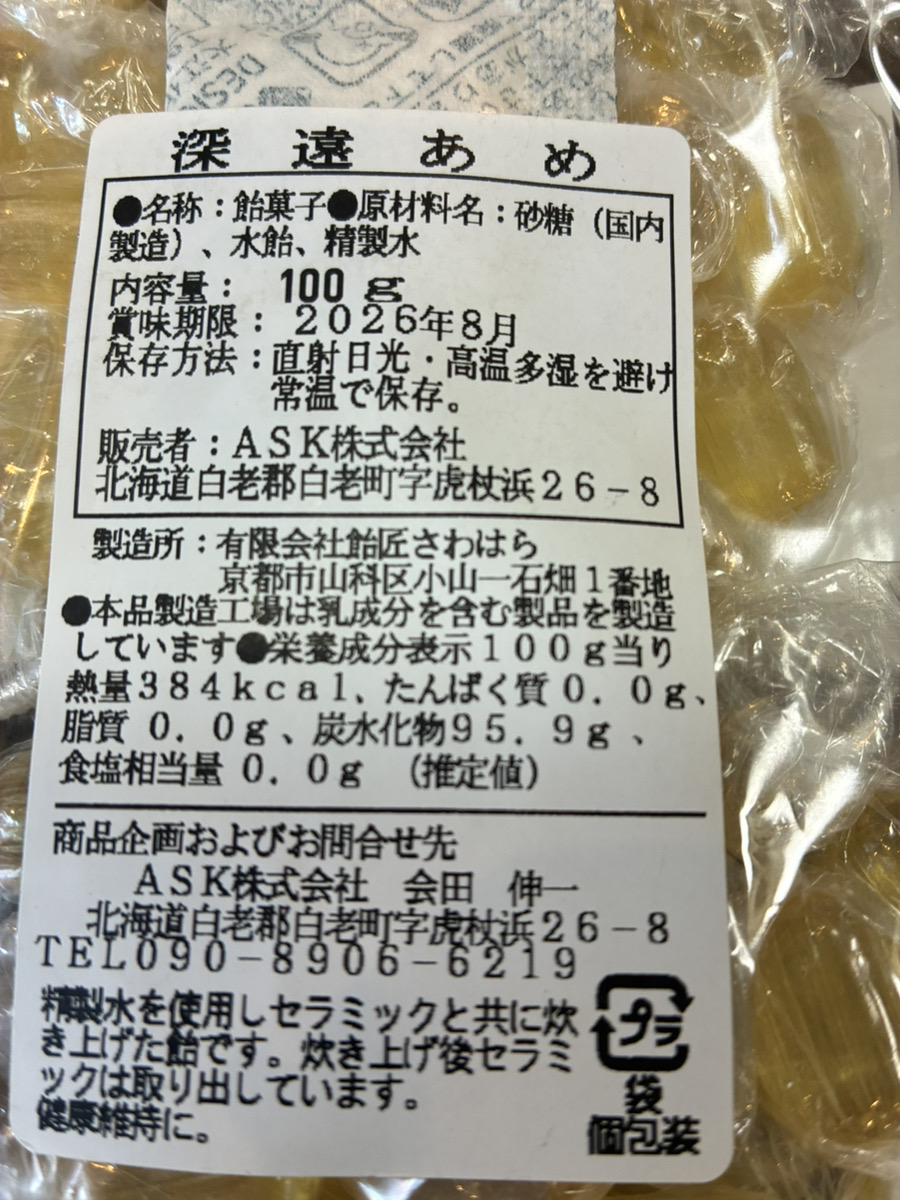 深遠あめ
●名称：飴菓子●原材料名：砂糖（国内
製造）、水飴、精製水
内容量： 100ｇ
賞味期限：２０２６年８月
保存方法：直射日光・高温多湿を避け
常温で保存。
販売者：ＡＳＫ株式会社
北海道白老郡白老町字虎杖浜２６－８
製造所：有限会社飴匠さわはら
京都市山科区小山一石畑１番地
●本品製造工場は乳成分を含む製品を製造
しています●栄養成分表示１００ｇ当り
熱量３８４ｋｃａｌ、たんぱく質０．０ｇ、
脂質０．０ｇ、炭水化物９５．９ｇ、
食塩相当量０．０ｇ（推定値）
商品企画およびお問合せ先
ＡＳＫ株式会社　会田　伸一
北海道白老郡白老町字虎杖浜２６－８
ＴＥＬ０９０－８９０６－６２１９
精製水を使用しセラミックと共に炊
き上げた飴です。炊き上げ後セラミ
ックは取り出しています。
健康維持に。
プラ
袋
個包装